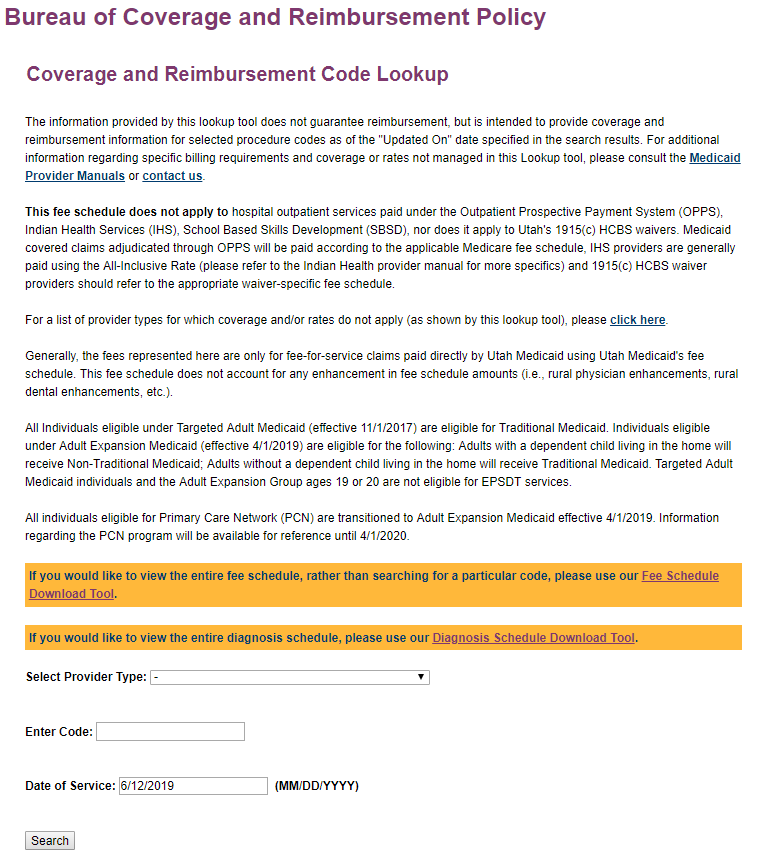 Bureau of Coverage and Reimbursement Policy
Coverage and Reimbursement Code Lookup
The information provided by this lookup tool does not guarantee reimbursement, but is intended to provide coverage and
reimbursement information for selected procedure codes as of the "Updated On" date specified in the search results. For additional
information regarding specific billing requirements and coverage or rates not managed in this Lookup tool, please consult the Medicaid
Provider Manuals or contact us.
This fee schedule does not apply to hospital outpatient services paid under the Outpatient Prospective Payment System (OPPS),
Indian Health Services (IHS), School Based Skills Development (SBSD), nor does it apply to Utah's 1915(c) HCBS waivers. Medicaid
covered claims adjudicated through OPPS will be paid according to the applicable Medicare fee schedule, IHS providers are generally
paid using the All-Inclusive Rate (please refer to the Indian Health provider manual for more specifics) and 1915(c) HCBS waiver
providers should refer to the appropriate waiver-specific fee schedule.
For a list of provider types for which coverage and/or rates do not apply (as shown by this lookup tool), please click here.
Generally, the fees represented here are only for fee-for-service claims paid directly by Utah Medicaid using Utah Medicaid's fee
schedule. This fee schedule does not account for any enhancement in fee schedule amounts (i.e., rural physician enhancements, rural
dental enhancements, etc.).
All Individuals eligible under Targeted Adult Medicaid (effective 11/1/2017) are eligible for Traditional Medicaid. Individuals eligible
under Adult Expansion Medicaid (effective 4/1/2019) are eligible for the following: Adults with a dependent child living in the home will
receive Non-Traditional Medicaid; Adults without a dependent child living in the home will receive Traditional Medicaid. Targeted Adult
Medicaid individuals and the Adult Expansion Group ages 19 or 20 are not eligible for EPSDT services.
All individuals eligible for Primary Care Network (PCN) are transitioned to Adult Expansion Medicaid effective 4/1/2019. Information
regarding the PCN program will be available for reference until 4/1/2020.
If you would like to view the entire fee schedule, rather than searching for a particular code, please use our Fee Schedule
Download Tool.
If you would like to view the entire diagnosis schedule, please use our Diagnosis Schedule Download Tool.
Select Provider Type: -
Enter Code:
Date of Service: 6/12/2019 (MM/DD/YYYY)
Search